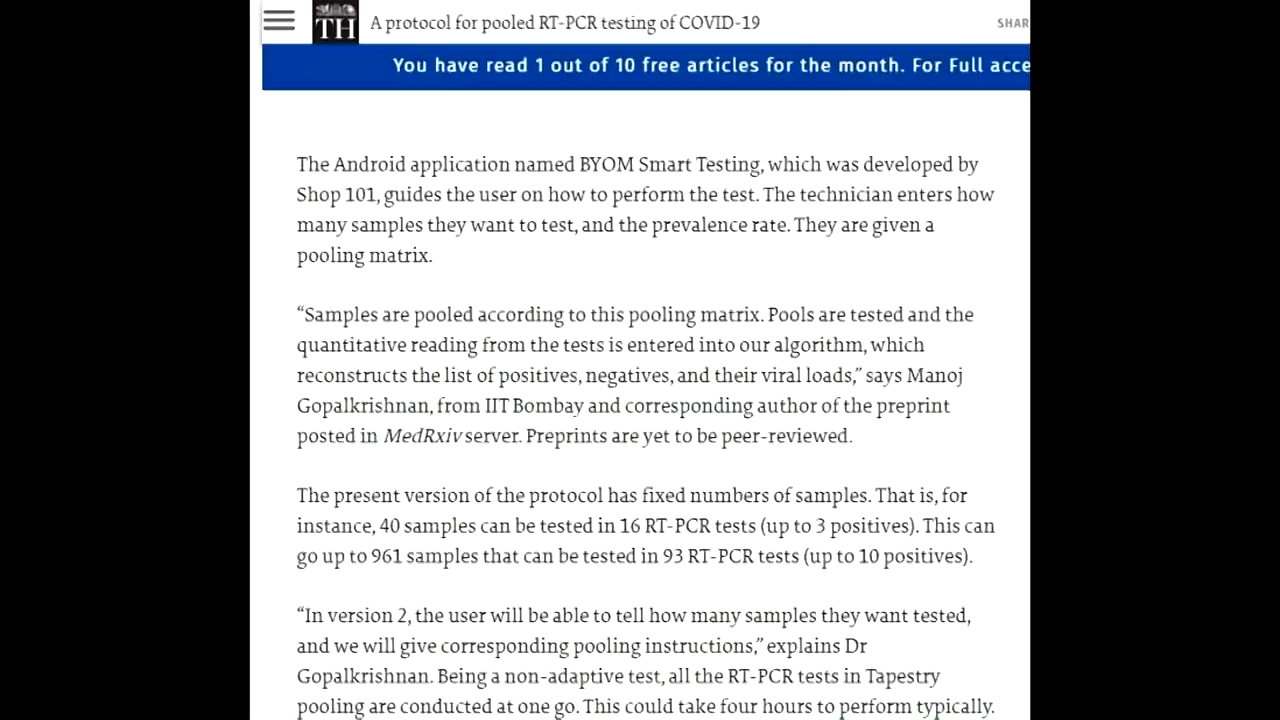 TH
A protocol for pooled RT-PCR testing of COVID-19
SHAR
You have read 1 out of 10 free articles for the month. For Full acce
The Android application named BYOM Smart Testing, which was developed by
Shop 101, guides the user on how to perform the test. The technician enters how
many samples they want to test, and the prevalence rate. They are given a
pooling matrix.
“Samples are pooled according to this pooling matrix. Pools are tested and the
quantitative reading from the tests is entered into our algorithm, which
reconstructs the list of positives, negatives, and their viral loads,” says Manoj
Gopalkrishnan, from IIT Bombay and corresponding author of the preprint
posted in MedRxiv server. Preprints are yet to be peer-reviewed.
The present version of the protocol has fixed numbers of samples. That is, for
instance, 40 samples can be tested in 16 RT-PCR tests (up to 3 positives). This can
go up to 961 samples that can be tested in 93 RT-PCR tests (up to 10 positives).
“In version 2, the user will be able to tell how many samples they want tested,
and we will give corresponding pooling instructions,” explains Dr
Gopalkrishnan. Being a non-adaptive test, all the RT-PCR tests in Tapestry
pooling are conducted at one go. This could take four hours to perform typically.